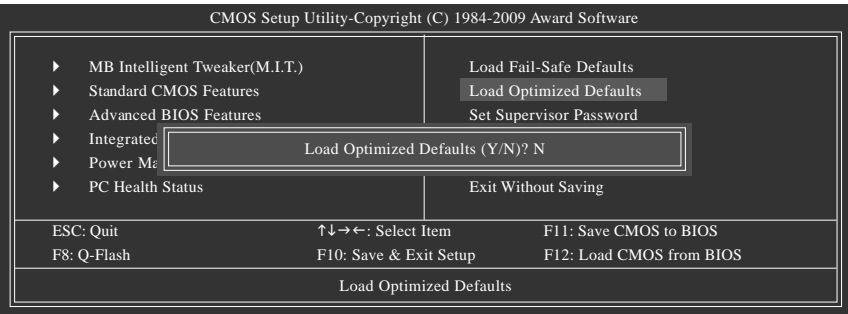 CMOS Setup Utility-Copyright (C) 1984-2009 Award Software
MB Intelligent Tweaker(M.I.T.)
Standard CMOS Features
Advanced BIOS Features
Integrated
Power Ma
PC Health Status
Load Fail-Safe Defaults
Load Optimized Defaults
Set Supervisor Password
Exit Without Saving
Load Optimized Defaults (Y/N)? N
ESC: Quit
↑↓→←: Select Item
F11: Save CMOS to BIOS
F8: Q-Flash
F10: Save & Exit Setup
F12: Load CMOS from BIOS
Load Optimized Defaults